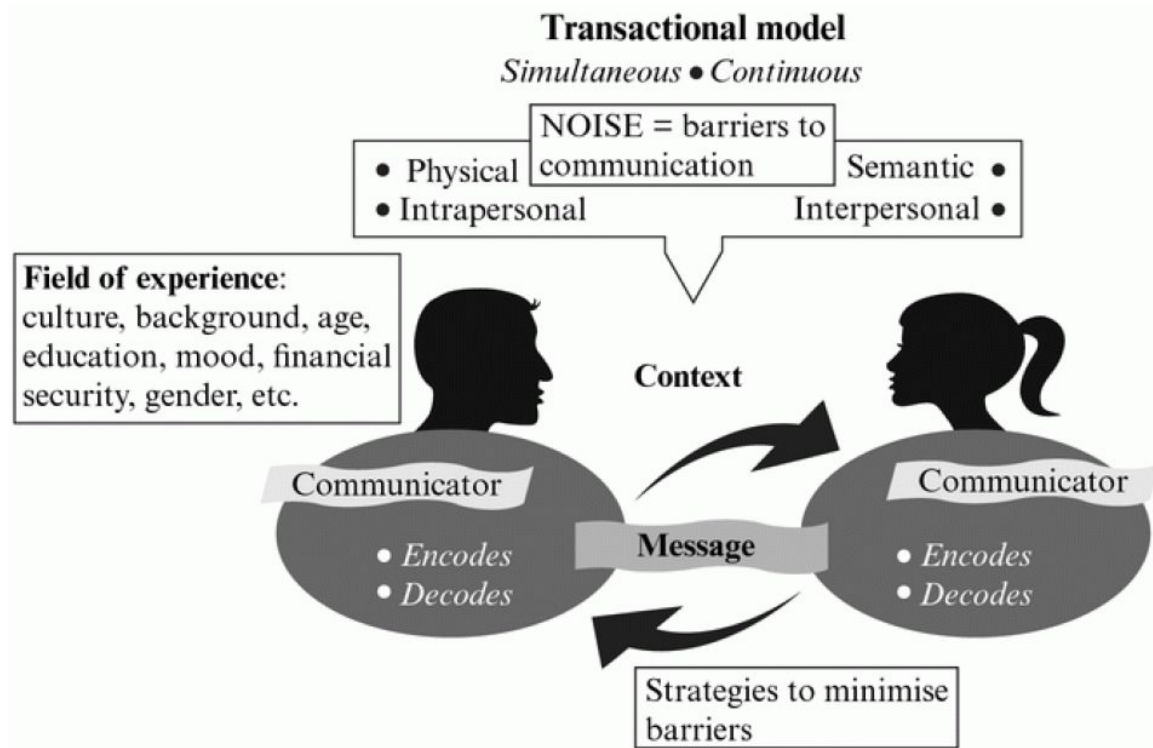 Transactional model
Simultaneous • Continuous
NOISE = barriers to
communication
• Physical
• Intrapersonal
Semantic •
Interpersonal •
Field of experience:
culture, background, age,
education, mood, financial
security, gender, etc.
Context
Communicator
• Encodes
• Decodes
Message
Communicator
• Encodes
• Decodes
Strategies to minimise
barriers